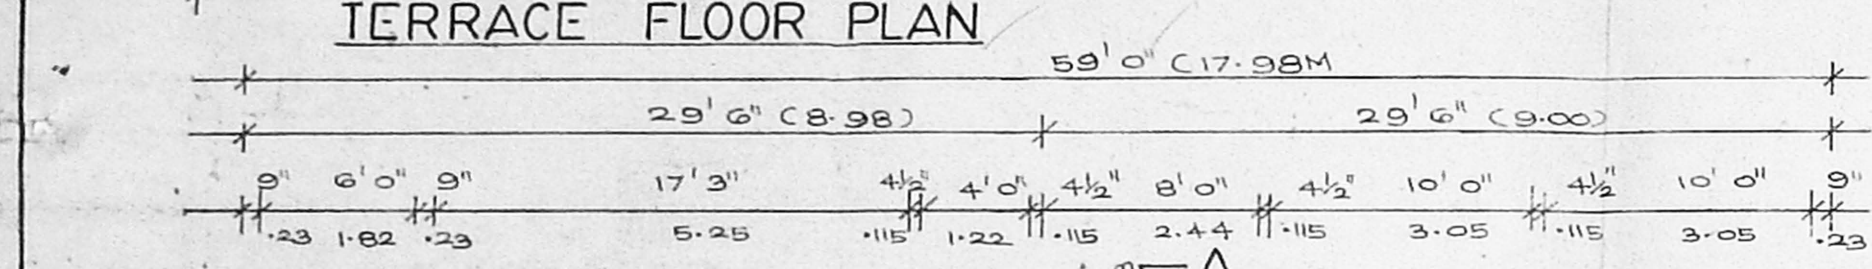 TERRACE FLOOR PLAN
59' 0" (17.98M
29' 6" (8.98) 29' 6" (9.00)
9" 6' 0" 9" 17' 3" 4½" 4' 0" 4½" 8' 0" 4½" 10' 0" 4½" 10' 0" 9"
.23 1.82 .23 5.25 .115 1.22 .115 2.44 .115 3.05 .115 3.05 .23
A